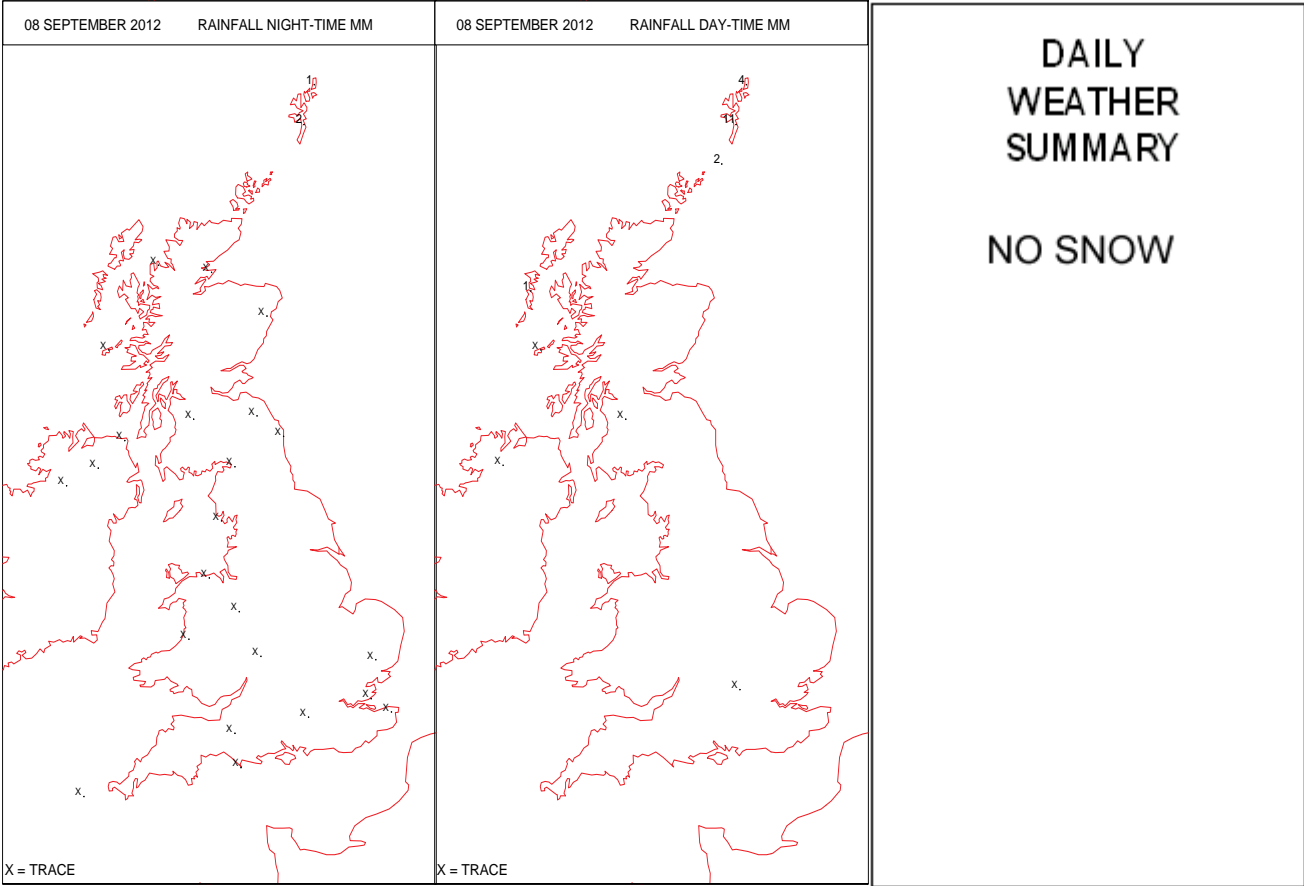 08 SEPTEMBER 2012 RAINFALL NIGHT-TIME MM
1.
2.
X. X.
X.
X.
X. X.
X.
X.
X. X.
X.
X.
X.
X.
X.
X. X.
X.
X.
X.
X.
X.
X.
X = TRACE
08 SEPTEMBER 2012 RAINFALL DAY-TIME MM
4.
11.
2.
1.
X.
X.
X.
X.
X = TRACE
DAILY
WEATHER
SUMMARY
NO SNOW